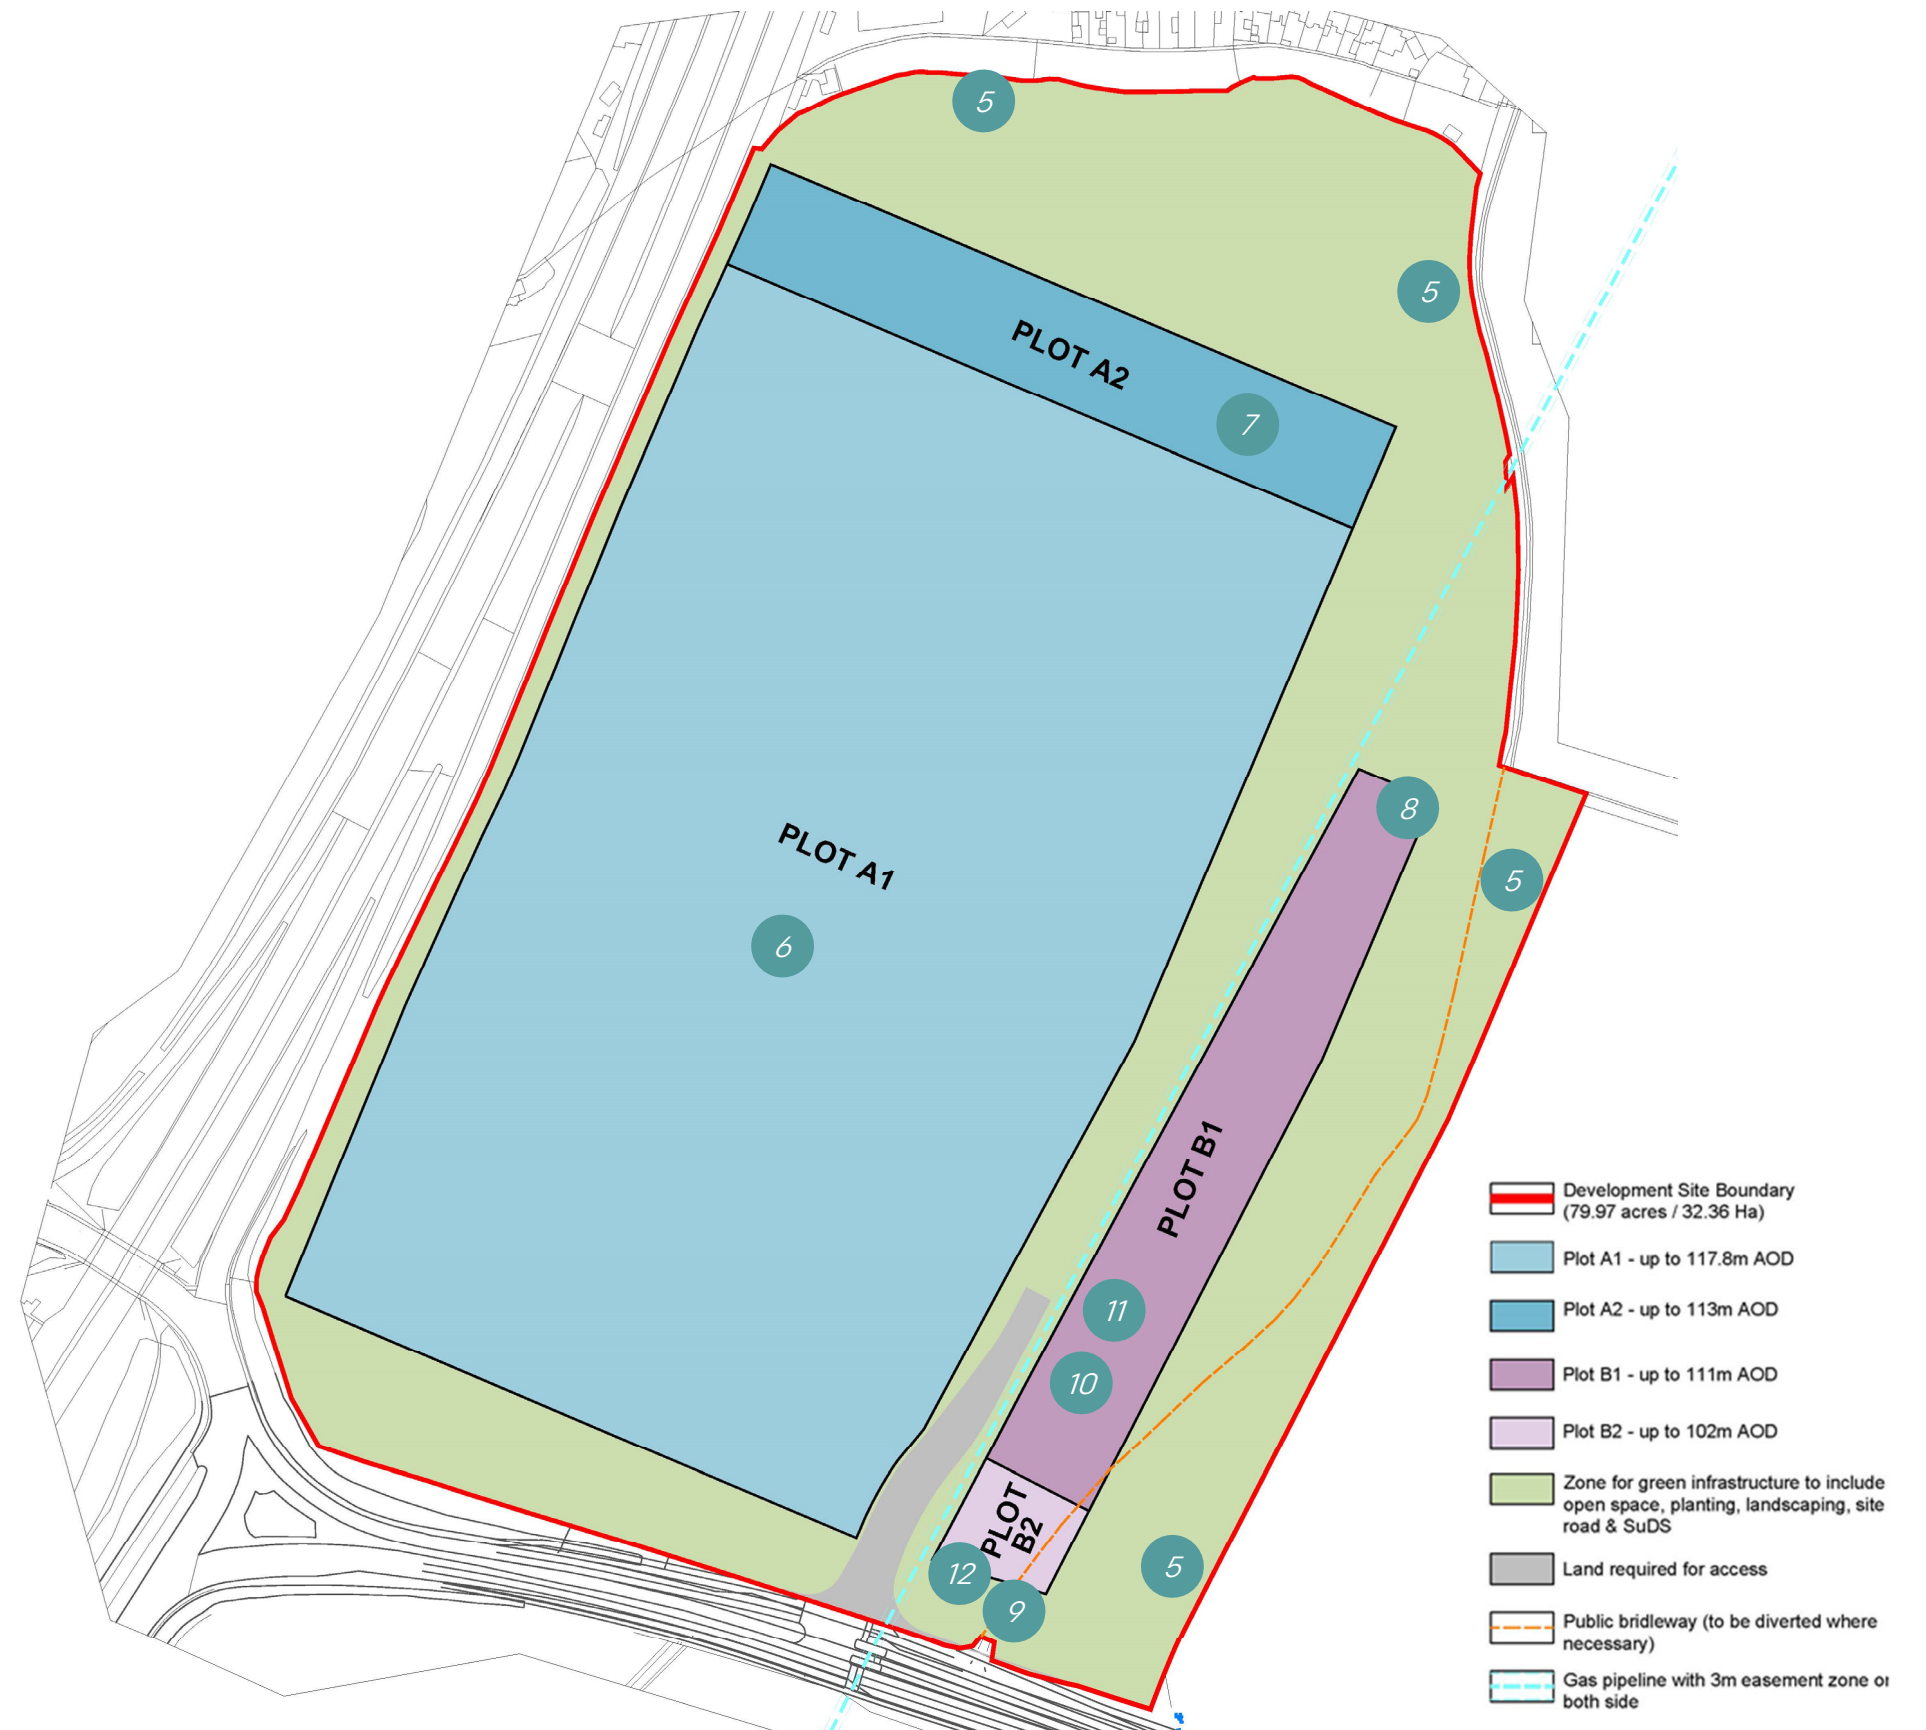 5
5
PLOT A2
7
8
PLOT A1
5
6
PLOT B1
11
10
PLOT
B2
12
5
9
Development Site Boundary
(79.97 acres / 32.36 Ha)
Plot A1 - up to 117.8m AOD
Plot A2 - up to 113m AOD
Plot B1 - up to 111m AOD
Plot B2 - up to 102m AOD
Zone for green infrastructure to include
open space, planting, landscaping, site
road & SuDS
Land required for access
Public bridleway (to be diverted where
necessary)
Gas pipeline with 3m easement zone or
both side